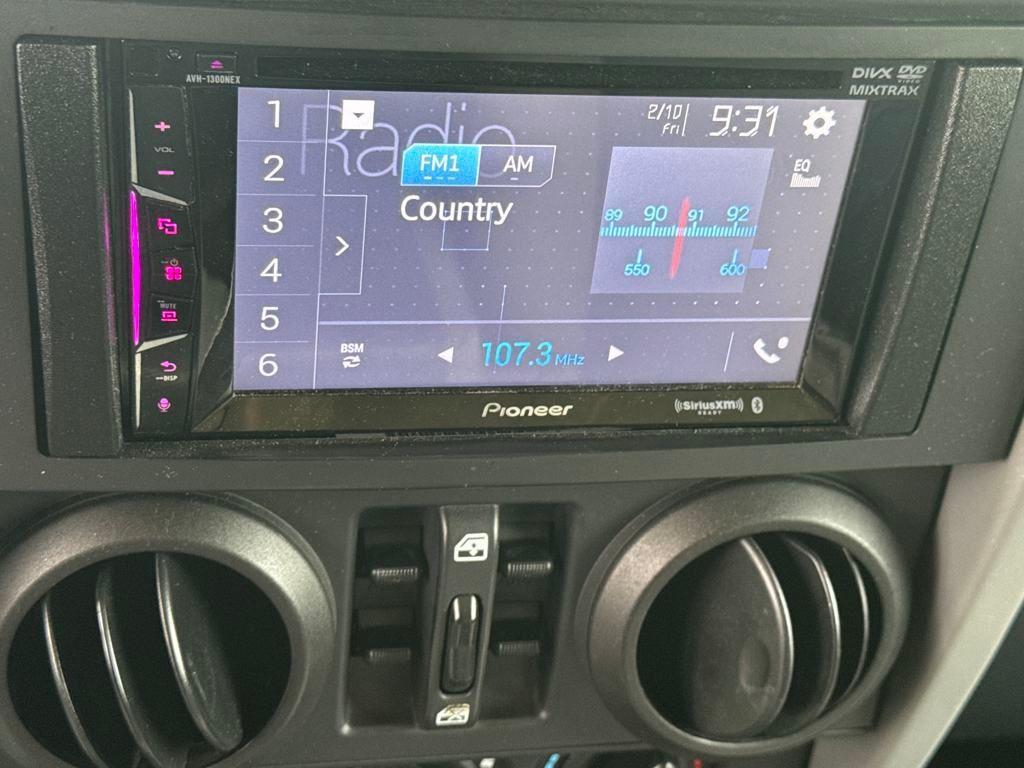 AVH-1300NEX
DIVX DVD VIDEO
MIXTRAX
VOL
MUTE
DISP
1
2
3
4
5
6
Radio
2/10
Fri
9:31
FM1 AM
EQ
Country
89 90 91 92
550 600
BSM
107.3 MHz
Pioneer
SiriusXM
READY